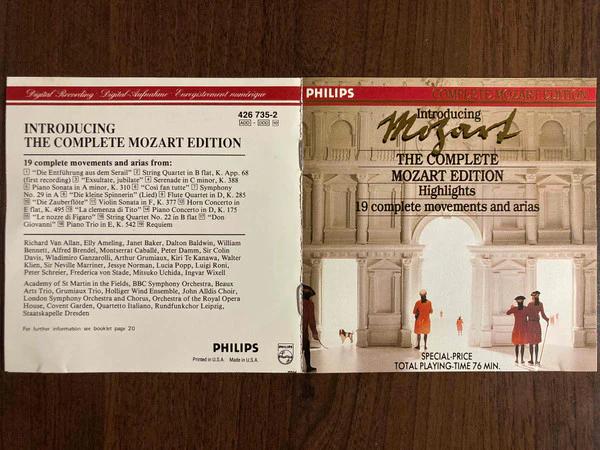 Digital Recording · Digital-Aufnahme · Enregistrement numérique
426 735-2
ADD - DDD 10
INTRODUCING
THE COMPLETE MOZART EDITION
19 complete movements and arias from:
1 "Die Entführung aus dem Serail" 2 String Quartet in B flat, K. App. 68
(first recording) 3 "Exsultate, jubilate" 4 Serenade in C minor, K. 388
5 Piano Sonata in A minor, K. 310 6 "Così fan tutte" 7 Symphony
No. 29 in A 8 "Die kleine Spinnerin" (Lied) 9 Flute Quartet in D, K. 285
10 "Die Zauberflöte" 11 Violin Sonata in F, K. 377 12 Horn Concerto in
E flat, K. 495 13 "La clemenza di Tito" 14 Piano Concerto in D, K. 175
15 "Le nozze di Figaro" 16 String Quartet No. 22 in B flat 17 "Don
Giovanni" 18 Piano Trio in E, K. 542 19 Requiem
Richard Van Allan, Elly Ameling, Janet Baker, Dalton Baldwin, William
Bennett, Alfred Brendel, Montserrat Caballé, Peter Damm, Sir Colin
Davis, Wladimiro Ganzarolli, Arthur Grumiaux, Kiri Te Kanawa, Walter
Klien, Sir Neville Marriner, Jessye Norman, Lucia Popp, Luigi Roni,
Peter Schreier, Frederica von Stade, Mitsuko Uchida, Ingvar Wixell
Academy of St Martin in the Fields, BBC Symphony Orchestra, Beaux
Arts Trio, Grumiaux Trio, Holliger Wind Ensemble, John Alldis Choir,
London Symphony Orchestra and Chorus, Orchestra of the Royal Opera
House, Covent Garden, Quartetto Italiano, Rundfunkchor Leipzig,
Staatskapelle Dresden
For further information see booklet page 20
PHILIPS
Printed in U.S.A. Made in U.S.A.
PHILIPS
PHILIPS
COMPLETE MOZART EDITION
Introducing
Mozart
THE COMPLETE
MOZART EDITION
Highlights
19 complete movements and arias
SPECIAL-PRICE
TOTAL PLAYING-TIME 76 MIN.